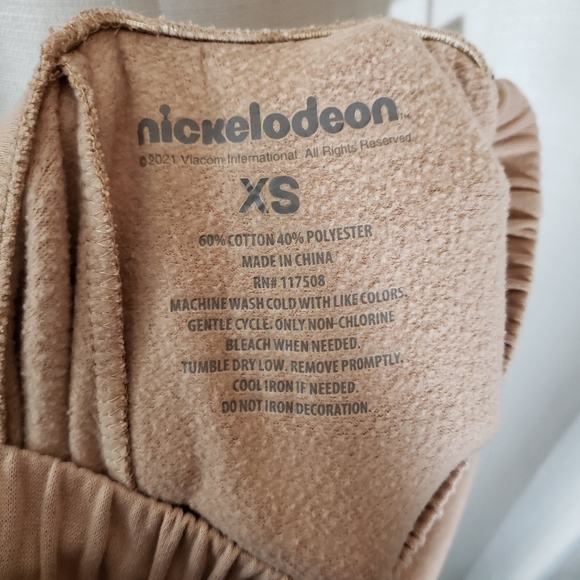 nickelodeon™
©2021 Viacom International. All Rights Reserved
XS
60% COTTON 40% POLYESTER
MADE IN CHINA
RN# 117508
MACHINE WASH COLD WITH LIKE COLORS.
GENTLE CYCLE. ONLY NON-CHLORINE
BLEACH WHEN NEEDED.
TUMBLE DRY LOW. REMOVE PROMPTLY.
COOL IRON IF NEEDED.
DO NOT IRON DECORATION.